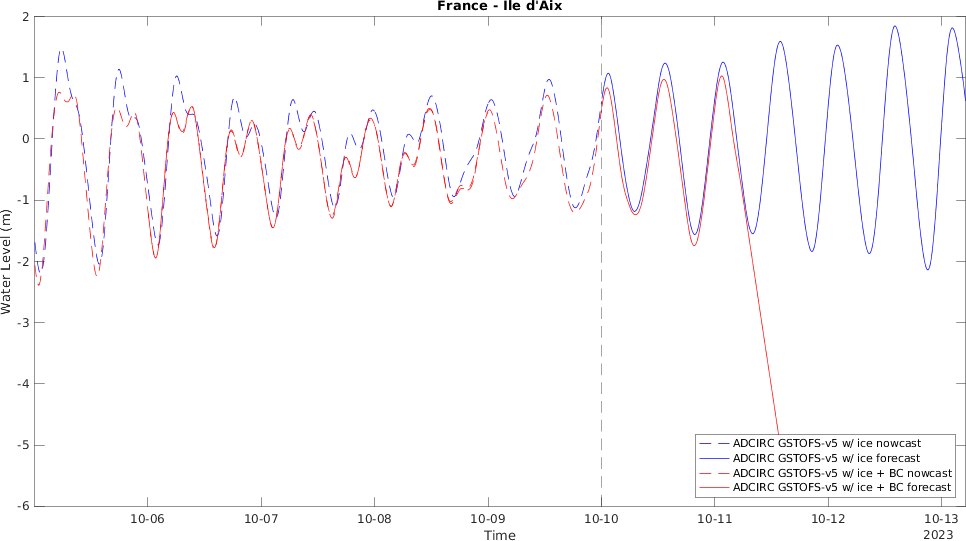 France - Ile d'Aix
2
1
0
-1
-2
-3
-4
-5
-6
Water Level (m)
ADCIRC GSTOFS-v5 w/ ice nowcast
ADCIRC GSTOFS-v5 w/ ice forecast
ADCIRC GSTOFS-v5 w/ ice + BC nowcast
ADCIRC GSTOFS-v5 w/ ice + BC forecast
10-06 10-07 10-08 10-09 10-10 10-11 10-12 10-13
Time
2023